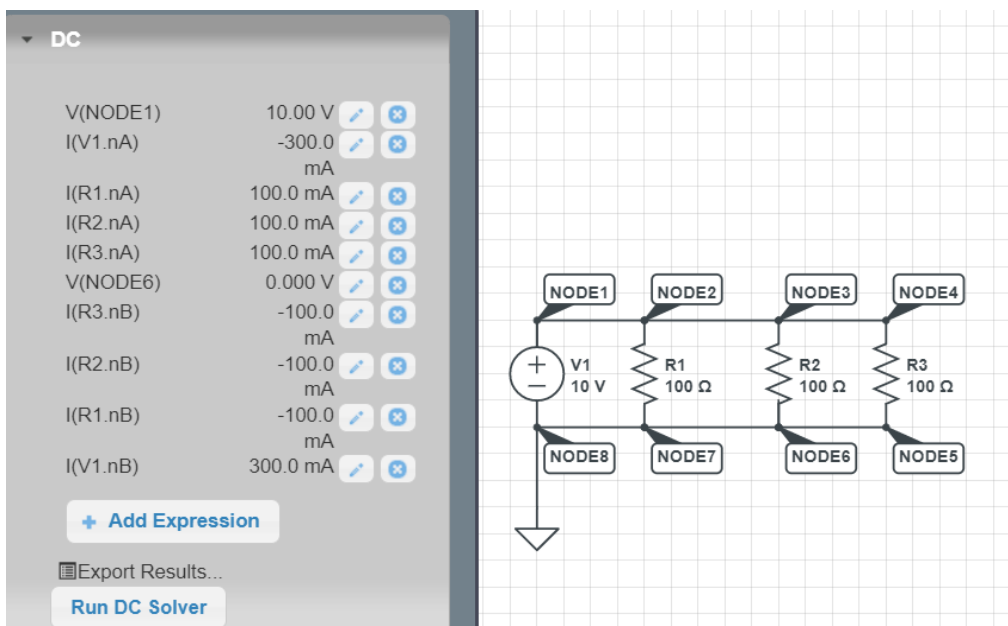 DC
V(NODE1) 10.00 V
I(V1.nA) -300.0
mA
I(R1.nA) 100.0 mA
I(R2.nA) 100.0 mA
I(R3.nA) 100.0 mA
V(NODE6) 0.000 V
I(R3.nB) -100.0
mA
I(R2.nB) -100.0
mA
I(R1.nB) -100.0
mA
I(V1.nB) 300.0 mA
+ Add Expression
Export Results...
Run DC Solver
NODE1 NODE2 NODE3 NODE4
V1 R1 R2 R3
10 V 100 Ω 100 Ω 100 Ω
NODE8 NODE7 NODE6 NODE5